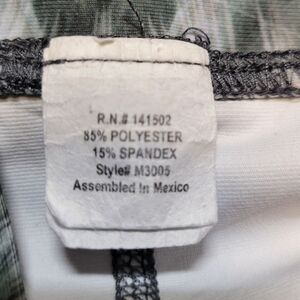 R.N.# 141502
85% POLYESTER
15% SPANDEX
Style# M3005
Assembled In Mexico